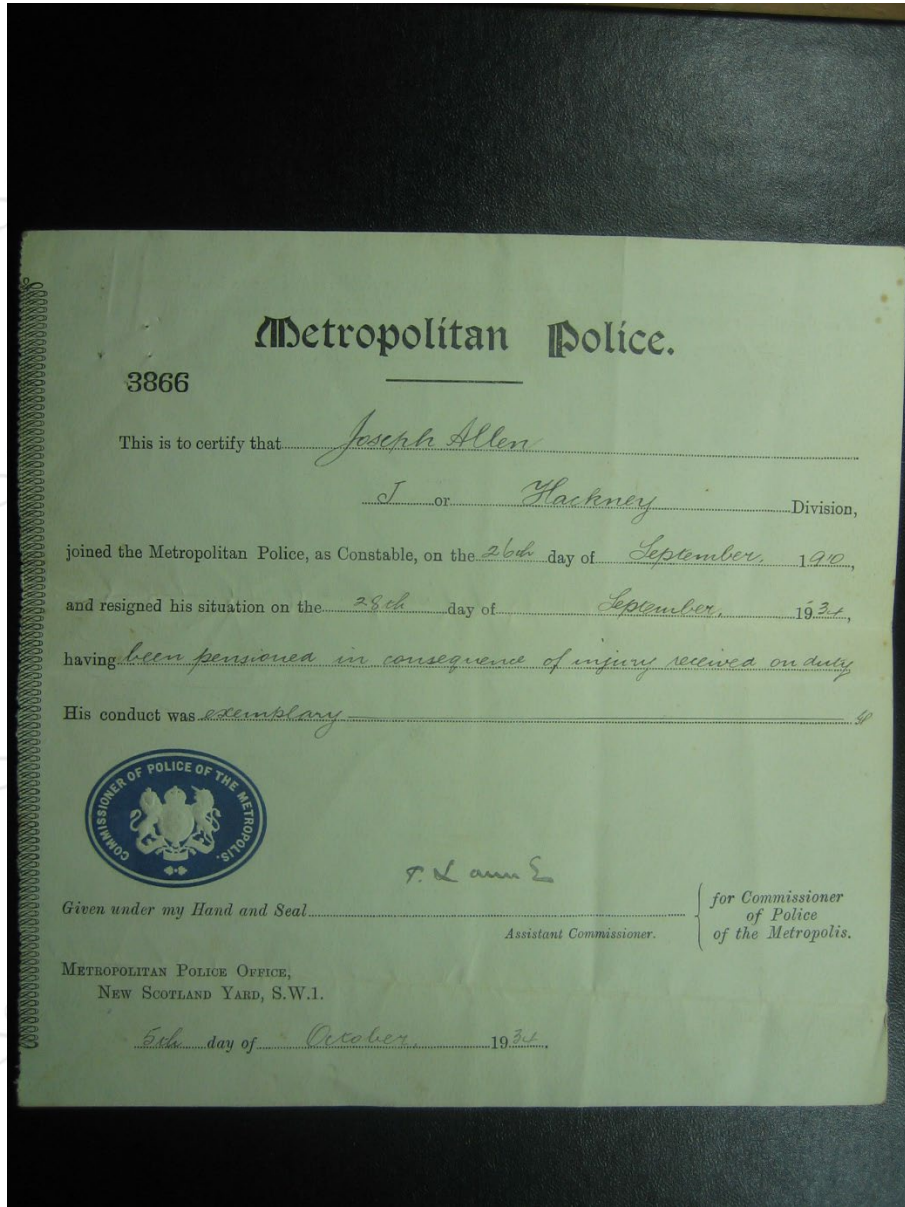 Metropolitan Police.
3866
This is to certify that Joseph Allen
J or Hackney Division,
joined the Metropolitan Police, as Constable, on the 26th day of September, 1910,
and resigned his situation on the 28th day of September, 1934,
having been pensioned in consequence of injury received on duty
His conduct was exemplary
COMMISSIONER OF POLICE OF THE METROPOLIS.
Given under my Hand and Seal
Assistant Commissioner.
for Commissioner
of Police
of the Metropolis.
METROPOLITAN POLICE OFFICE,
NEW SCOTLAND YARD, S.W.1.
5th day of October, 1934.